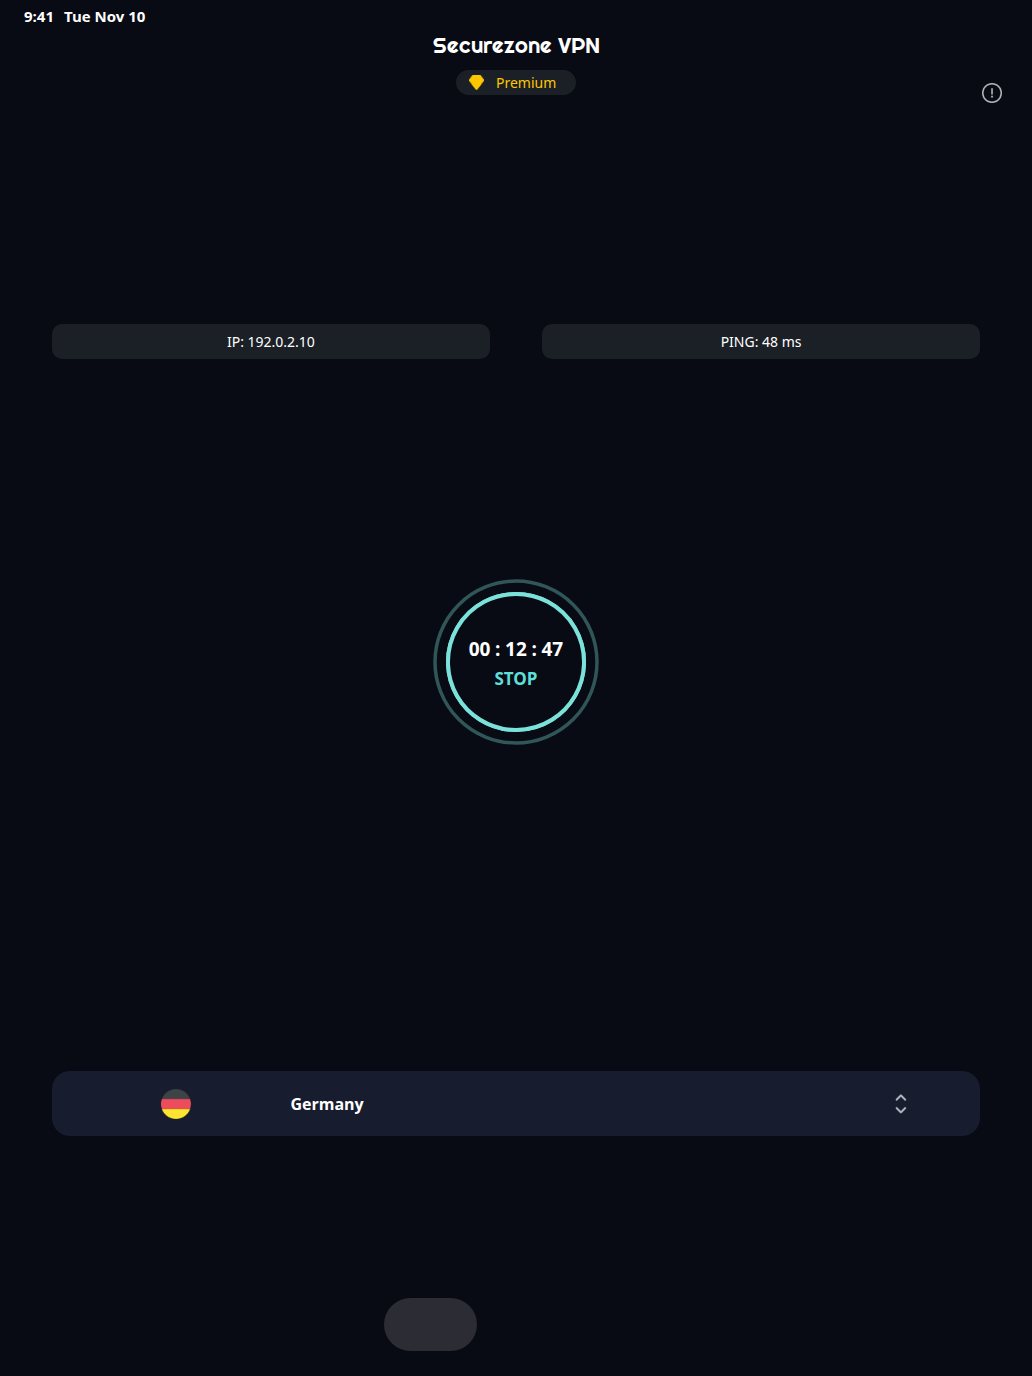 9:41 Tue Nov 10
Securezone VPN
Premium
IP: 192.0.2.10
PING: 48 ms
00 : 12 : 47
STOP
Germany